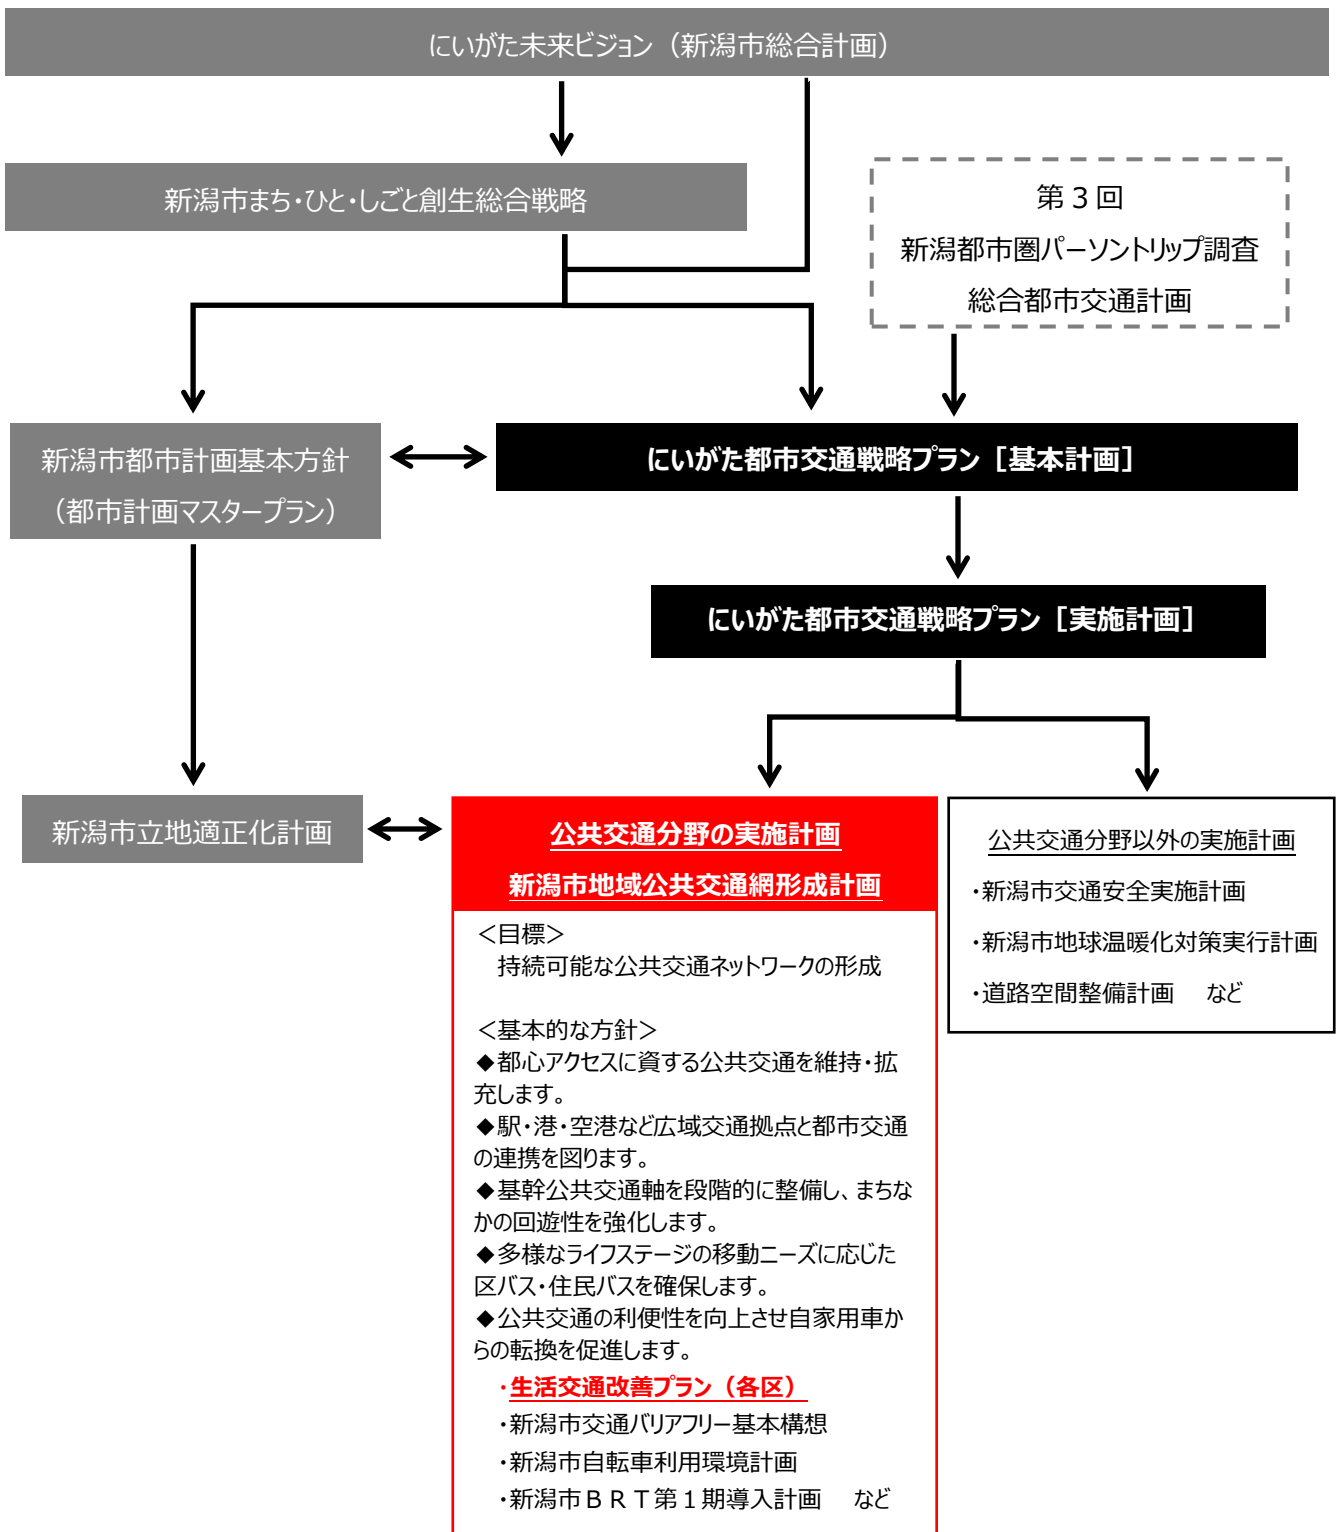 にいがた未来ビジョン（新潟市総合計画）
新潟市まち・ひと・しごと創生総合戦略
第３回
新潟都市圏パーソントリップ調査
総合都市交通計画
新潟市都市計画基本方針
（都市計画マスタープラン）
にいがた都市交通戦略プラン［基本計画］
にいがた都市交通戦略プラン［実施計画］
新潟市立地適正化計画
公共交通分野の実施計画
新潟市地域公共交通網形成計画
＜目標＞
持続可能な公共交通ネットワークの形成
＜基本的な方針＞
◆都心アクセスに資する公共交通を維持・拡
充します。
◆駅・港・空港など広域交通拠点と都市交通
の連携を図ります。
◆基幹公共交通軸を段階的に整備し、まちな
かの回遊性を強化します。
◆多様なライフステージの移動ニーズに応じた
区バス・住民バスを確保します。
◆公共交通の利便性を向上させ自家用車か
らの転換を促進します。
・生活交通改善プラン（各区）
・新潟市交通バリアフリー基本構想
・新潟市自転車利用環境計画
・新潟市ＢＲＴ第１期導入計画　など
公共交通分野以外の実施計画
・新潟市交通安全実施計画
・新潟市地球温暖化対策実行計画
・道路空間整備計画　など